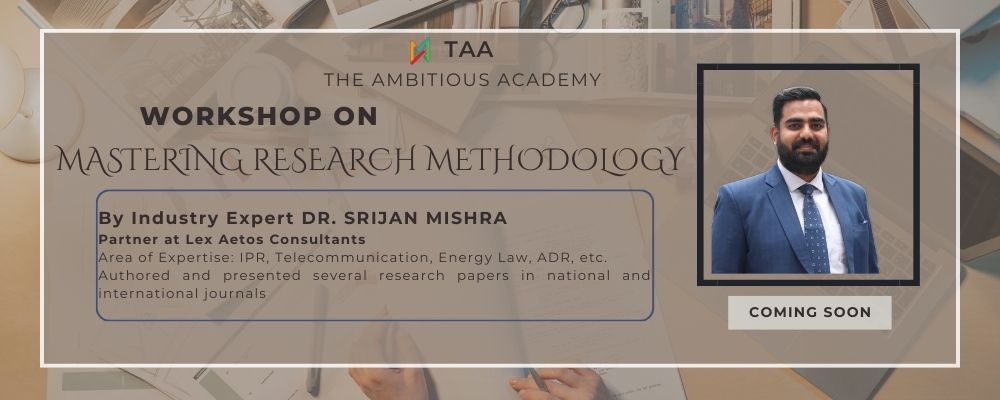 TAA
THE AMBITIOUS ACADEMY
WORKSHOP ON
MASTERING RESEARCH METHODOLOGY
By Industry Expert DR. SRIJAN MISHRA
Partner at Lex Aetos Consultants
Area of Expertise: IPR, Telecommunication, Energy Law, ADR, etc.
Authored and presented several research papers in national and
international journals
COMING SOON